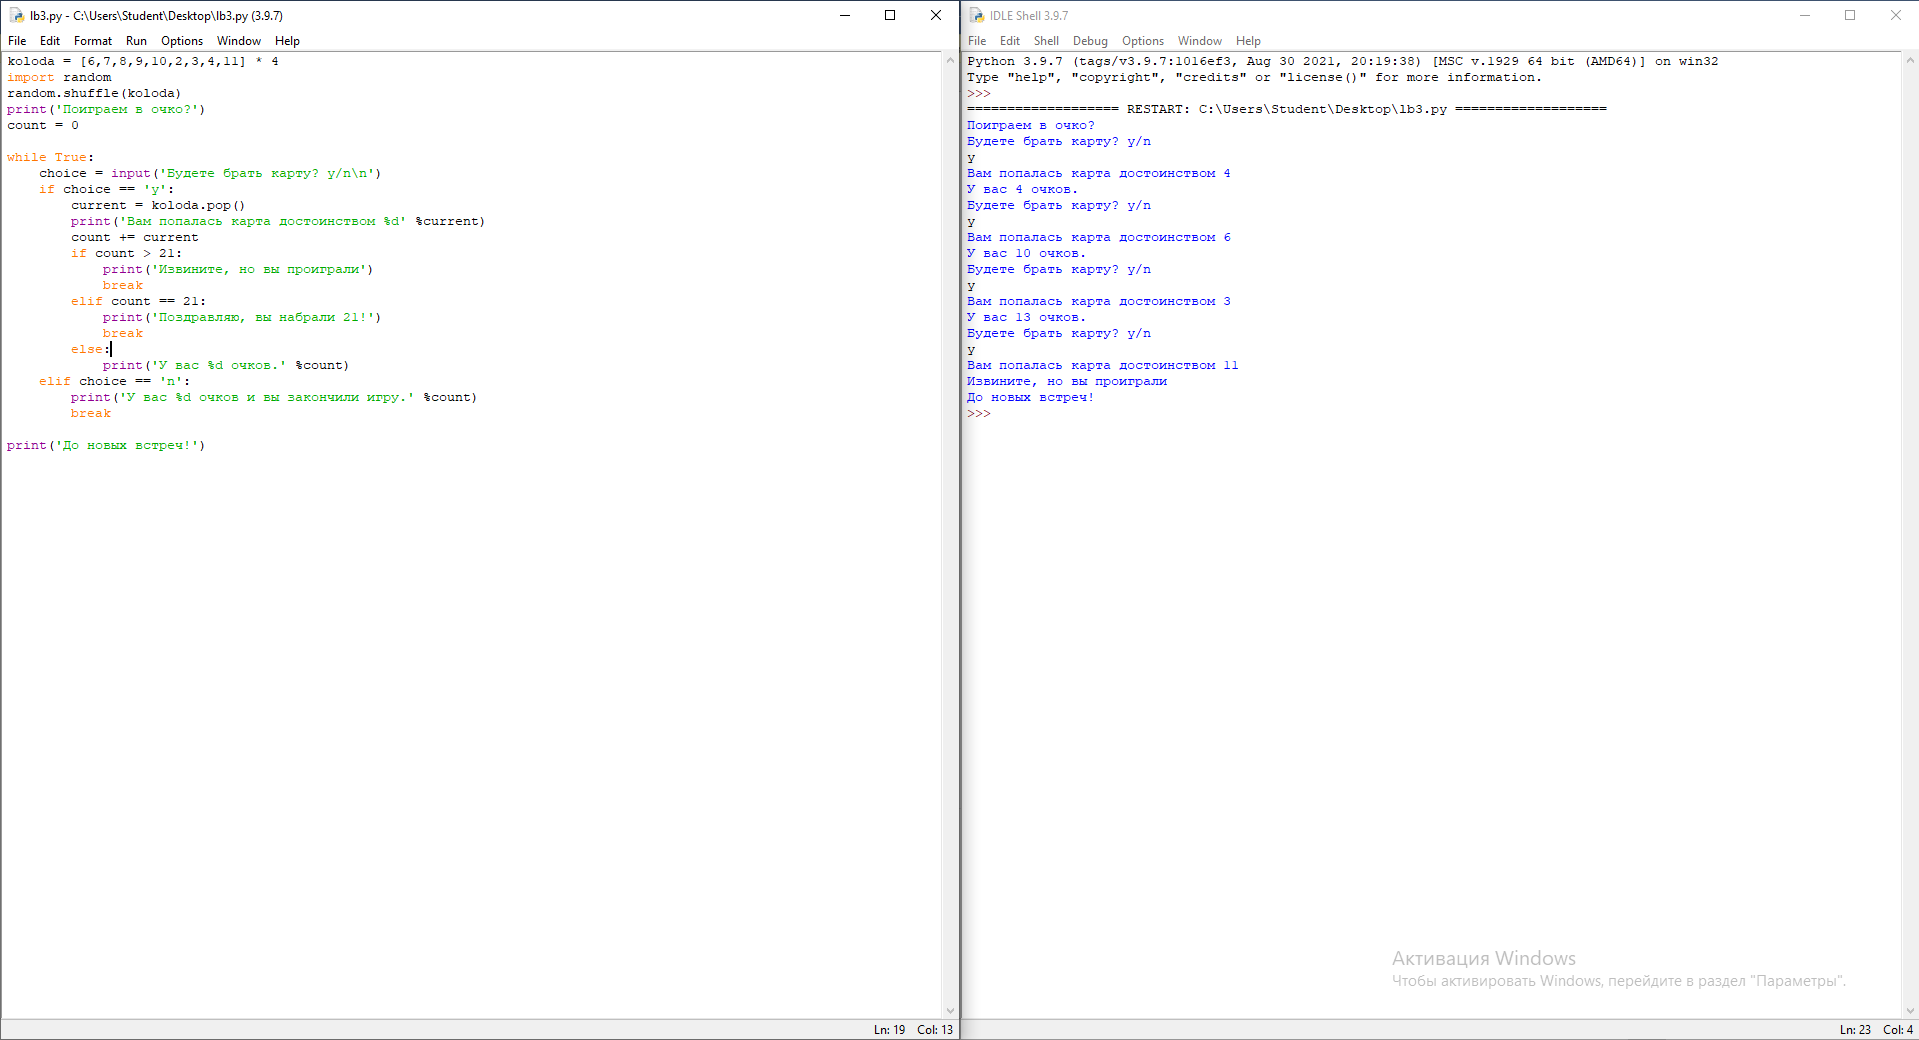 lb3.py - C:\Users\Student\Desktop\lb3.py (3.9.7)
File Edit Format Run Options Window Help
koloda = [6,7,8,9,10,2,3,4,11] * 4
import random
random.shuffle(koloda)
print('Поиграем в очко?')
count = 0
while True:
    choice = input('Будете брать карту? y/n\n')
    if choice == 'y':
        current = koloda.pop()
        print('Вам попалась карта достоинством %d' %current)
        count += current
        if count > 21:
            print('Извините, но вы проиграли')
            break
        elif count == 21:
            print('Поздравляю, вы набрали 21!')
            break
        else:
            print('У вас %d очков.' %count)
    elif choice == 'n':
        print('У вас %d очков и вы закончили игру.' %count)
        break
print('До новых встреч!')
Ln: 19 Col: 13
IDLE Shell 3.9.7
File Edit Shell Debug Options Window Help
Python 3.9.7 (tags/v3.9.7:1016ef3, Aug 30 2021, 20:19:38) [MSC v.1929 64 bit (AMD64)] on win32
Type "help", "copyright", "credits" or "license()" for more information.
>>>
=================== RESTART: C:\Users\Student\Desktop\lb3.py ===================
Поиграем в очко?
Будете брать карту? y/n
y
Вам попалась карта достоинством 4
У вас 4 очков.
Будете брать карту? y/n
y
Вам попалась карта достоинством 6
У вас 10 очков.
Будете брать карту? y/n
y
Вам попалась карта достоинством 3
У вас 13 очков.
Будете брать карту? y/n
y
Вам попалась карта достоинством 11
Извините, но вы проиграли
До новых встреч!
>>>
Активация Windows
Чтобы активировать Windows, перейдите в раздел "Параметры".
Ln: 23 Col: 4